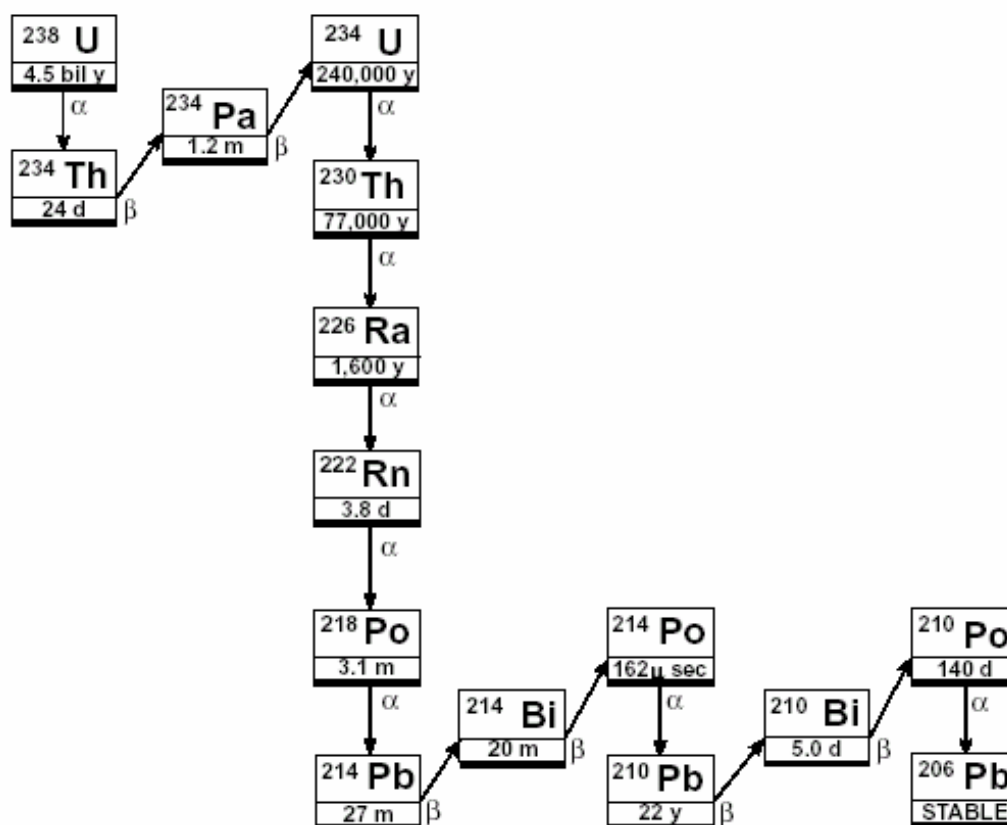 238 U
4.5 bil y
α
234 Th
24 d
β
234 Pa
1.2 m
β
234 U
240,000 y
α
230 Th
77,000 y
α
226 Ra
1,600 y
α
222 Rn
3.8 d
α
218 Po
3.1 m
α
214 Pb
27 m
β
214 Bi
20 m
β
214 Po
162μ sec
α
210 Pb
22 y
β
210 Bi
5.0 d
β
210 Po
140 d
α
206 Pb
STABLE